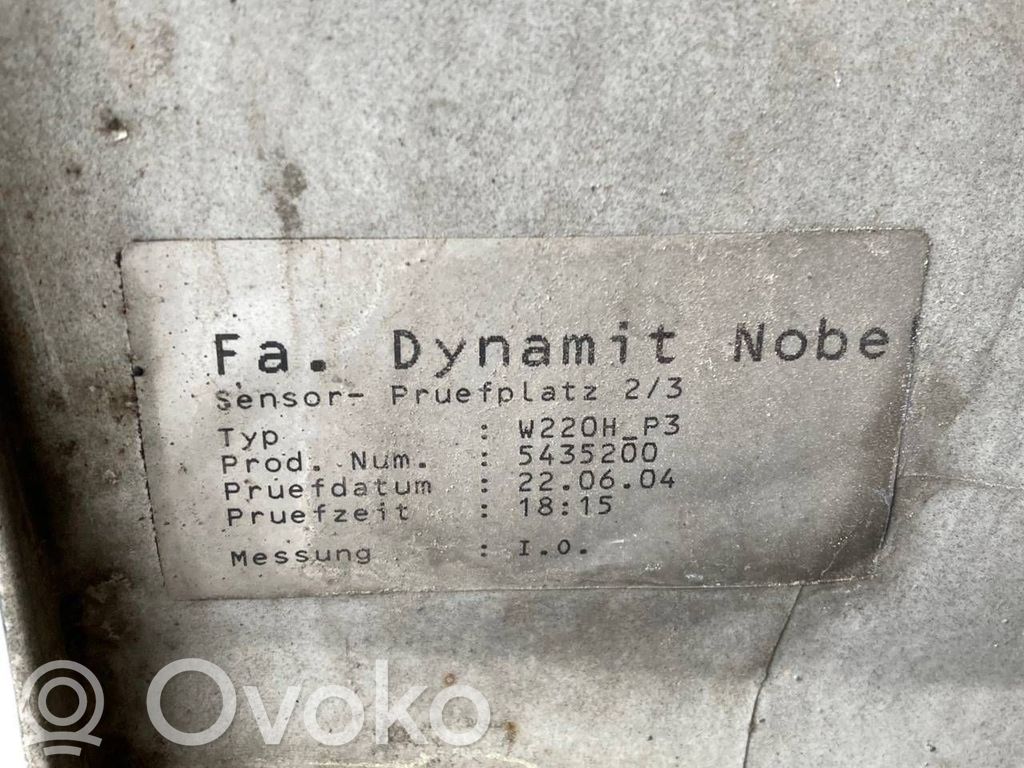 Fa. Dynamit Nobe
Sensor- Pruefplatz 2/3
Typ : W220H_P3
Prod. Num. : 5435200
Pruefdatum : 22.06.04
Pruefzeit : 18:15
Messung : I.O.
Ovoko